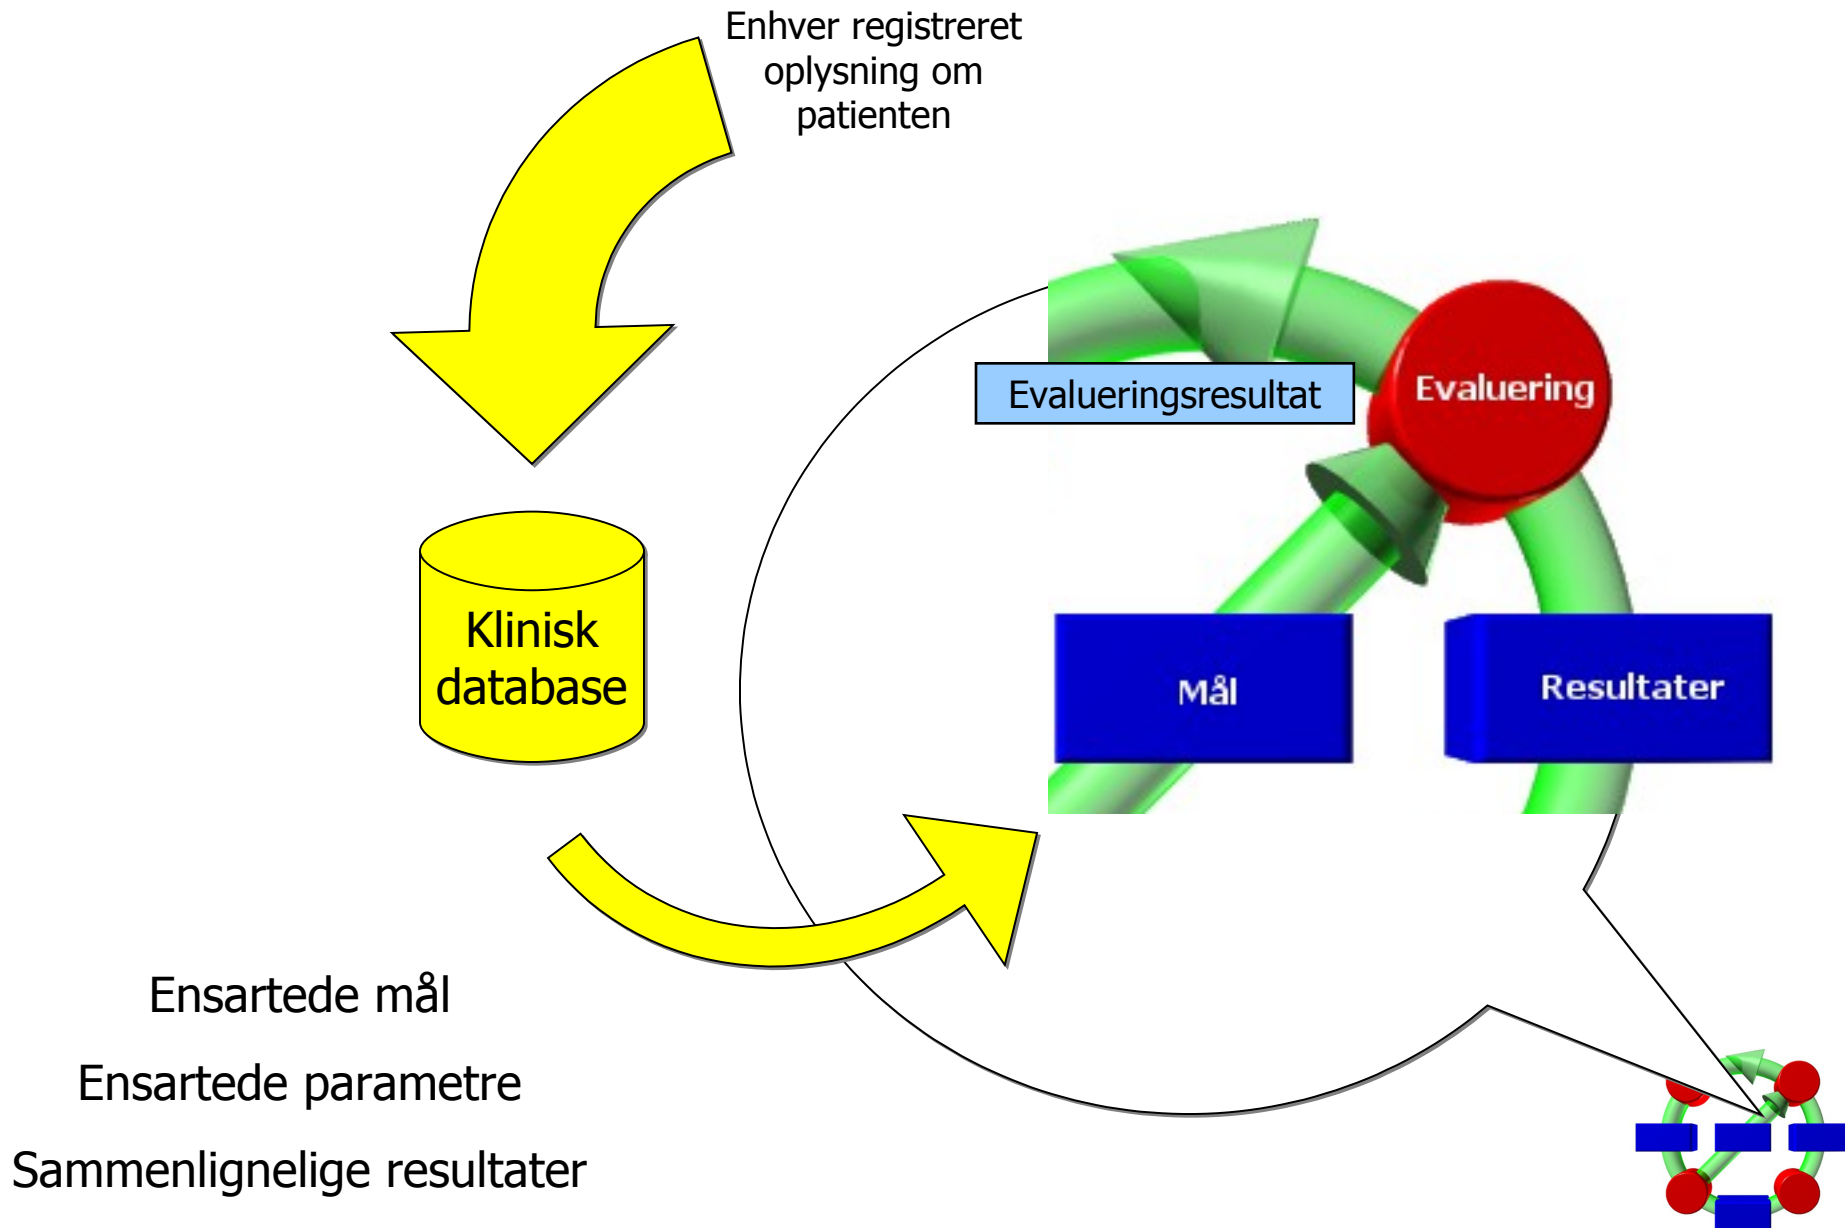 Enhver registreret
oplysning om
patienten
Evalueringsresultat
Evaluering
Klinisk
database
Mål
Resultater
Ensartede mål
Ensartede parametre
Sammenlignelige resultater